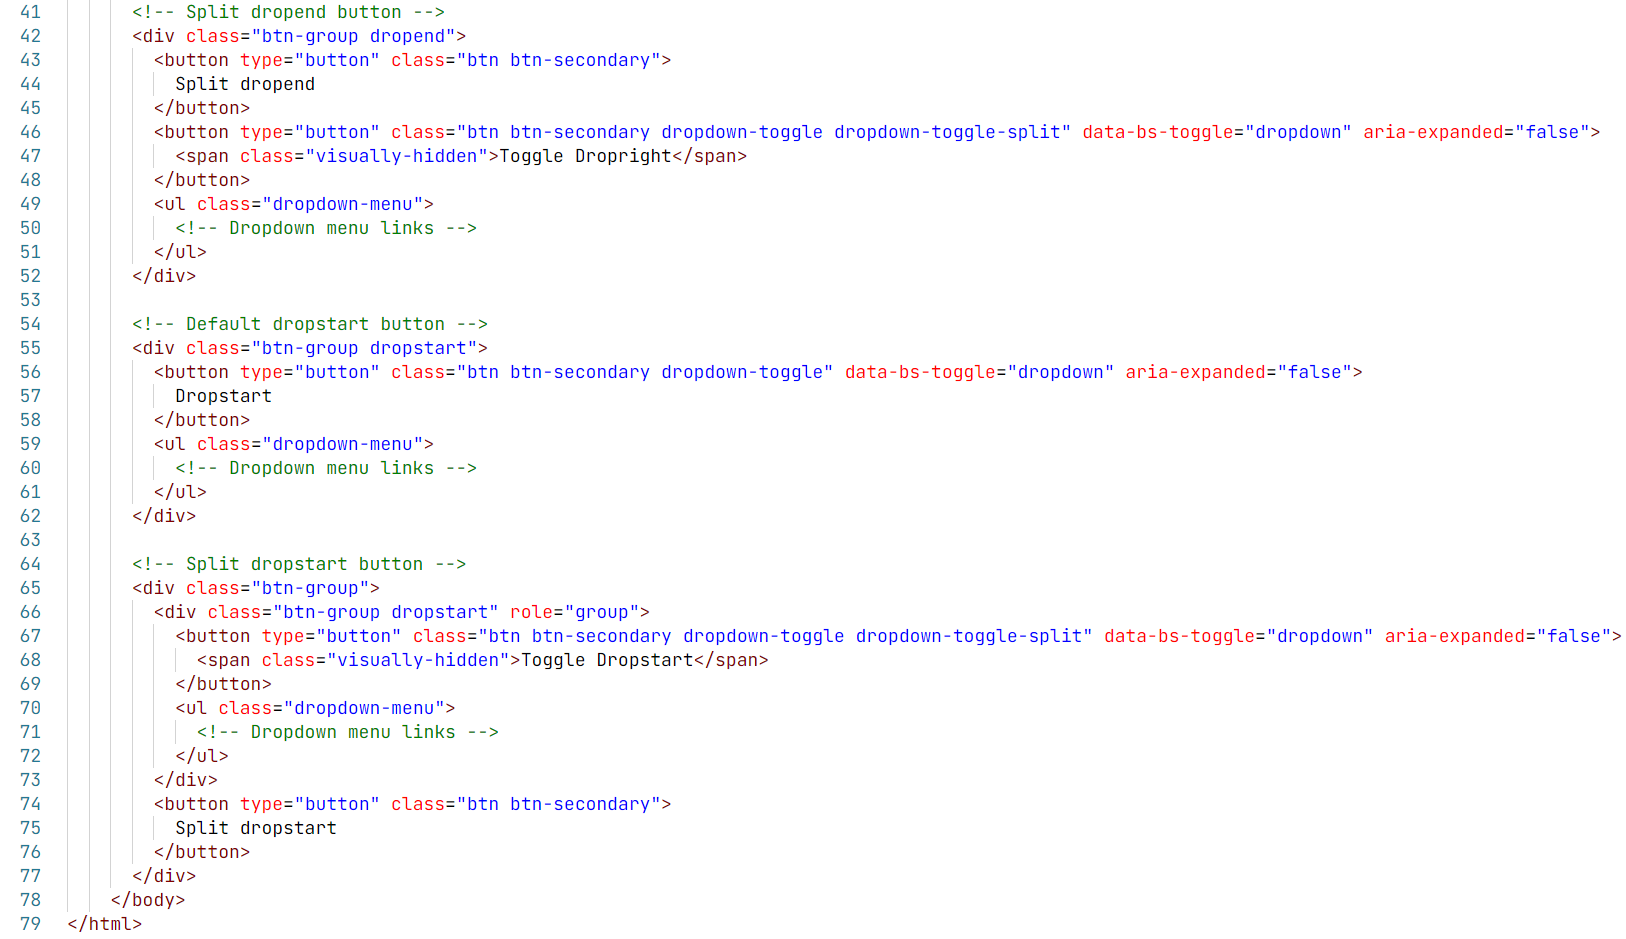 41 <!-- Split dropend button -->
42 <div class="btn-group dropend">
43 <button type="button" class="btn btn-secondary">
44 Split dropend
45 </button>
46 <button type="button" class="btn btn-secondary dropdown-toggle dropdown-toggle-split" data-bs-toggle="dropdown" aria-expanded="false">
47 <span class="visually-hidden">Toggle Dropright</span>
48 </button>
49 <ul class="dropdown-menu">
50 <!-- Dropdown menu links -->
51 </ul>
52 </div>
53
54 <!-- Default dropstart button -->
55 <div class="btn-group dropstart">
56 <button type="button" class="btn btn-secondary dropdown-toggle" data-bs-toggle="dropdown" aria-expanded="false">
57 Dropstart
58 </button>
59 <ul class="dropdown-menu">
60 <!-- Dropdown menu links -->
61 </ul>
62 </div>
63
64 <!-- Split dropstart button -->
65 <div class="btn-group">
66 <div class="btn-group dropstart" role="group">
67 <button type="button" class="btn btn-secondary dropdown-toggle dropdown-toggle-split" data-bs-toggle="dropdown" aria-expanded="false">
68 <span class="visually-hidden">Toggle Dropstart</span>
69 </button>
70 <ul class="dropdown-menu">
71 <!-- Dropdown menu links -->
72 </ul>
73 </div>
74 <button type="button" class="btn btn-secondary">
75 Split dropstart
76 </button>
77 </div>
78 </body>
79 </html>